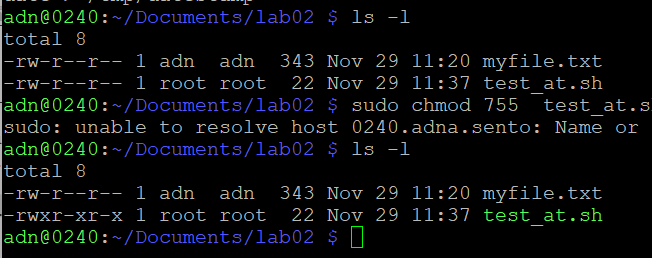 adn@0240:~/Documents/lab02 $ ls -l
total 8
-rw-r--r-- 1 adn  adn  343 Nov 29 11:20 myfile.txt
-rw-r--r-- 1 root root  22 Nov 29 11:37 test_at.sh
adn@0240:~/Documents/lab02 $ sudo chmod 755  test_at.s
sudo: unable to resolve host 0240.adna.sento: Name or
adn@0240:~/Documents/lab02 $ ls -l
total 8
-rw-r--r-- 1 adn  adn  343 Nov 29 11:20 myfile.txt
-rwxr-xr-x 1 root root  22 Nov 29 11:37 test_at.sh
adn@0240:~/Documents/lab02 $